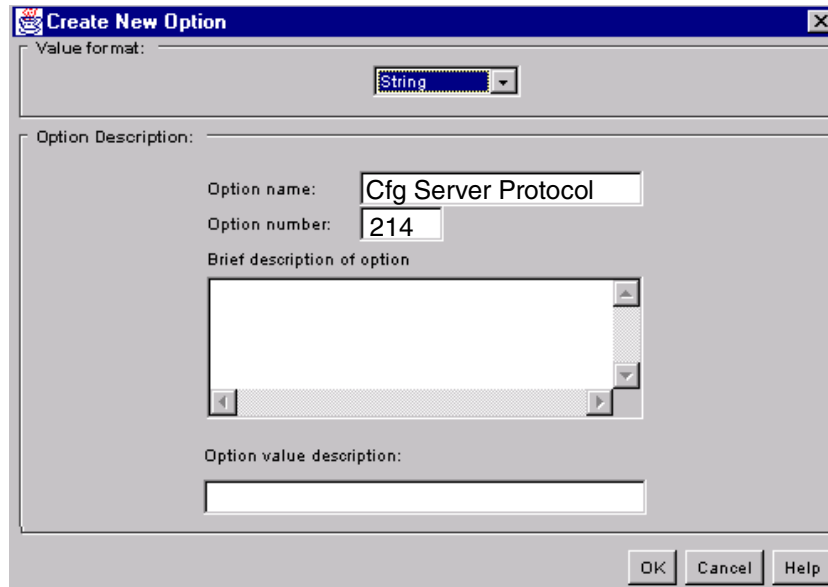 Create New Option
Value format:
String
Option Description:
Option name: Cfg Server Protocol
Option number: 214
Brief description of option
Option value description:
OK Cancel Help